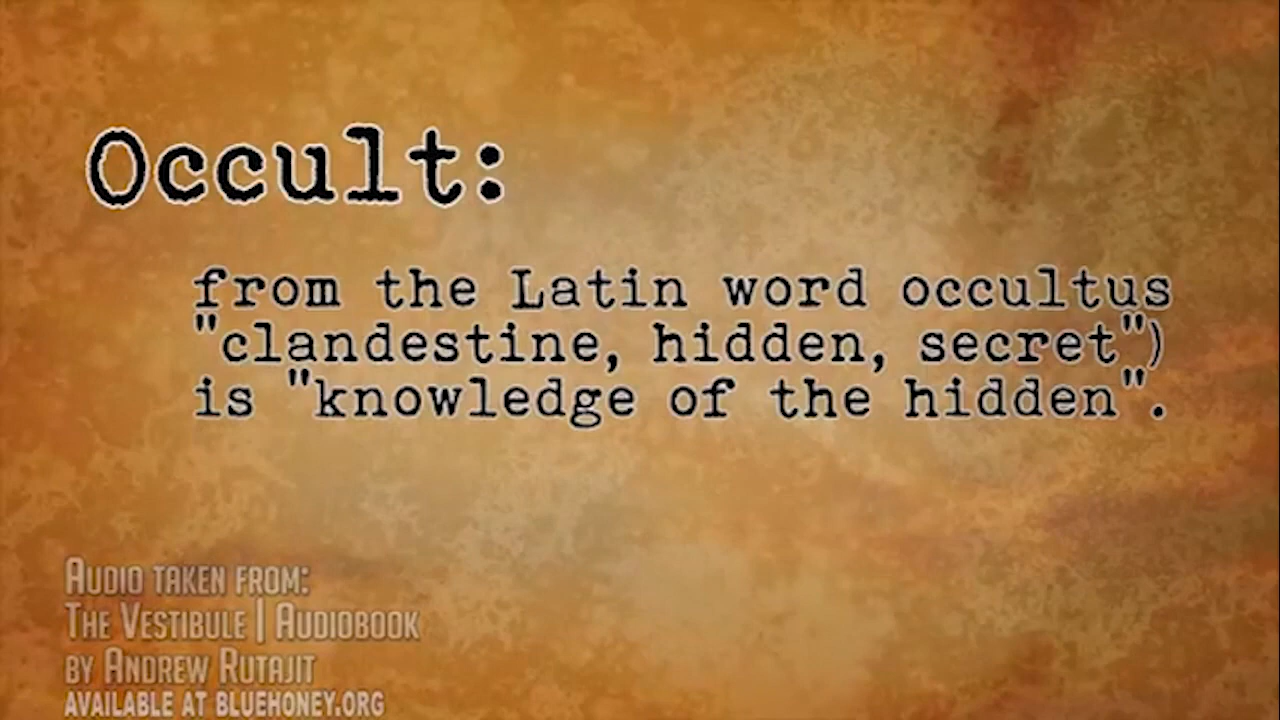 Occult:
from the Latin word occultus
"clandestine, hidden, secret")
is "knowledge of the hidden".
AUDIO TAKEN FROM:
THE VESTIBULE | AUDIOBOOK
BY ANDREW RUTAJIT
AVAILABLE AT BLUEHONEY.ORG